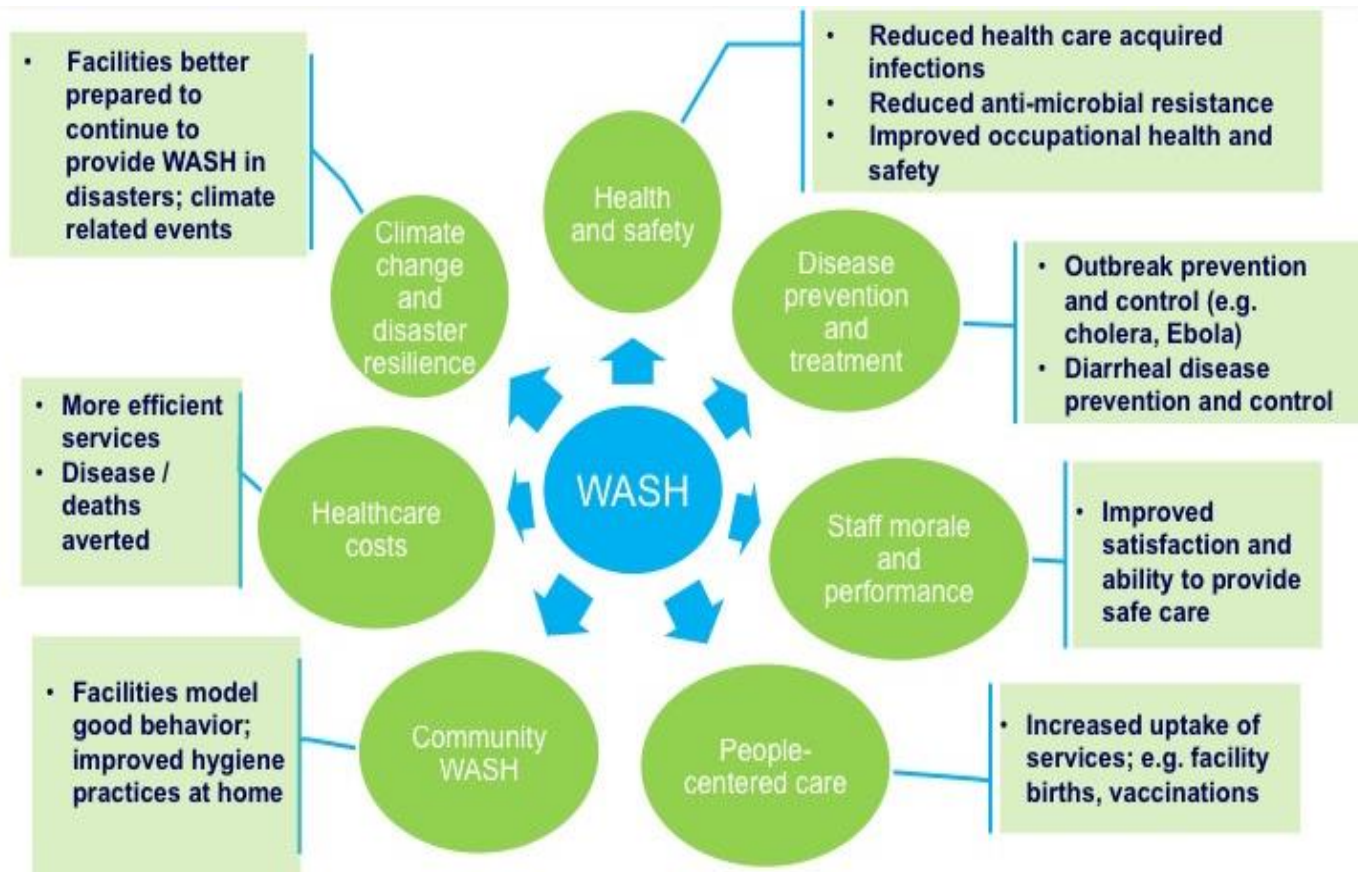 • Facilities better
prepared to
continue to
provide WASH in
disasters; climate
related events
• Reduced health care acquired
infections
• Reduced anti-microbial resistance
• Improved occupational health and
safety
Health
and safety
Climate
change
and
disaster
resilience
Disease
prevention
and
treatment
• Outbreak prevention
and control (e.g.
cholera, Ebola)
• Diarrheal disease
prevention and control
• More efficient
services
• Disease /
deaths
averted
Healthcare
costs
WASH
Staff morale
and
performance
• Improved
satisfaction and
ability to provide
safe care
• Facilities model
good behavior;
improved hygiene
practices at home
Community
WASH
People-
centered care
• Increased uptake of
services; e.g. facility
births, vaccinations